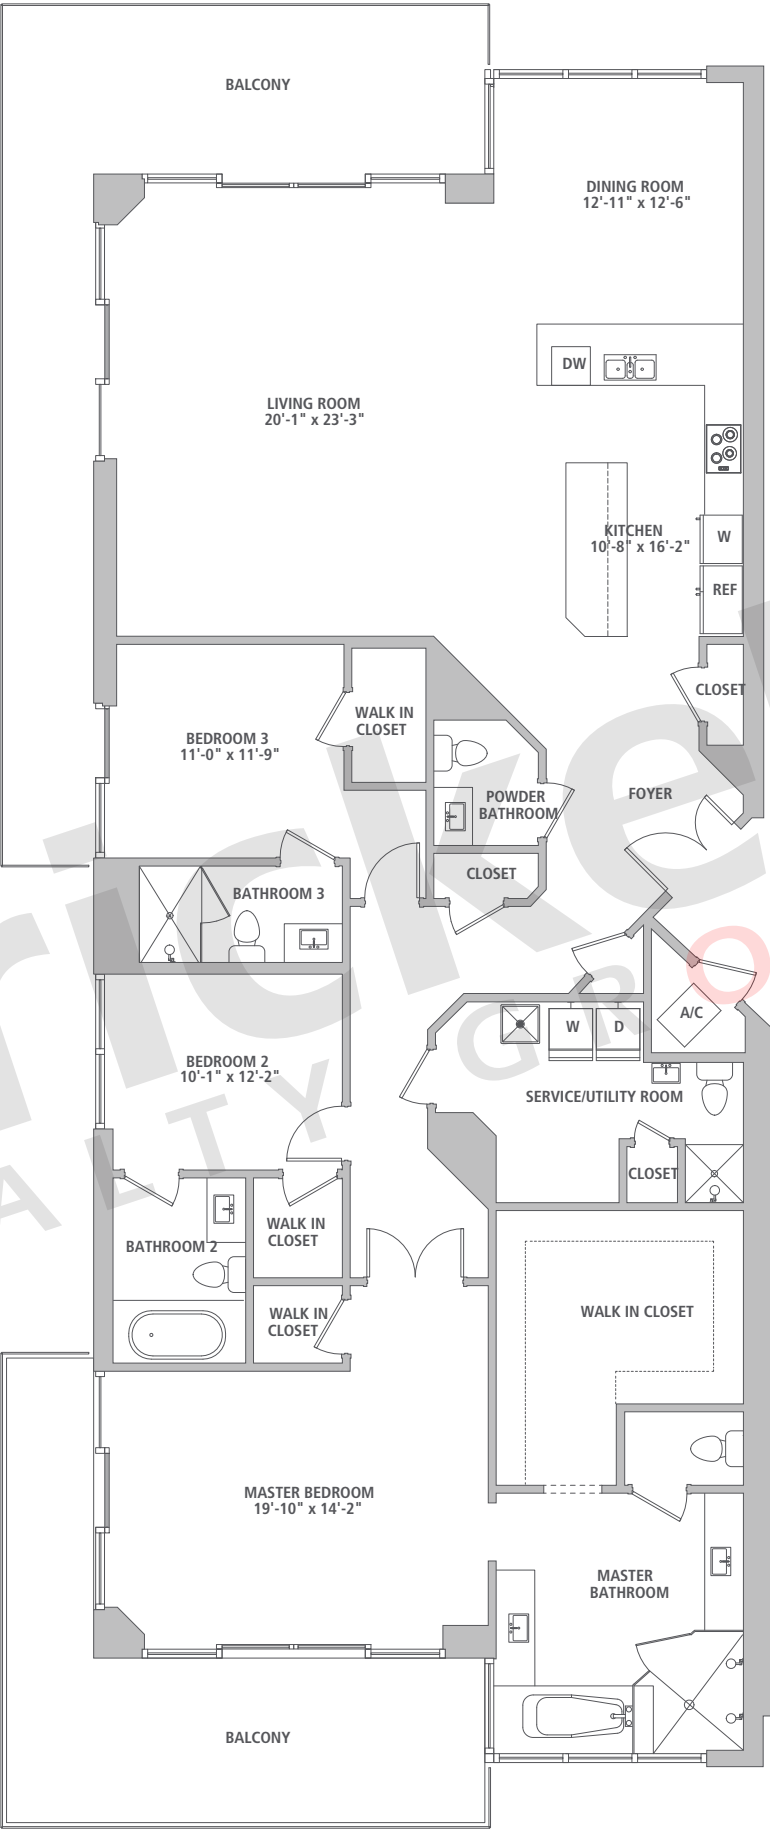 BALCONY
DINING ROOM
12'-11" x 12'-6"
DW
LIVING ROOM
20'-1" x 23'-3"
KITCHEN
10'-8" x 16'-2"
W
REF
CLOSET
WALK IN
CLOSET
BEDROOM 3
11'-0" x 11'-9"
POWDER
BATHROOM
FOYER
CLOSET
BATHROOM 3
A/C
W
D
BEDROOM 2
10'-1" x 12'-2"
SERVICE/UTILITY ROOM
CLOSET
WALK IN
CLOSET
BATHROOM 2
WALK IN
CLOSET
WALK IN CLOSET
MASTER BEDROOM
19'-10" x 14'-2"
MASTER
BATHROOM
BALCONY
ricke
ALTY GRO